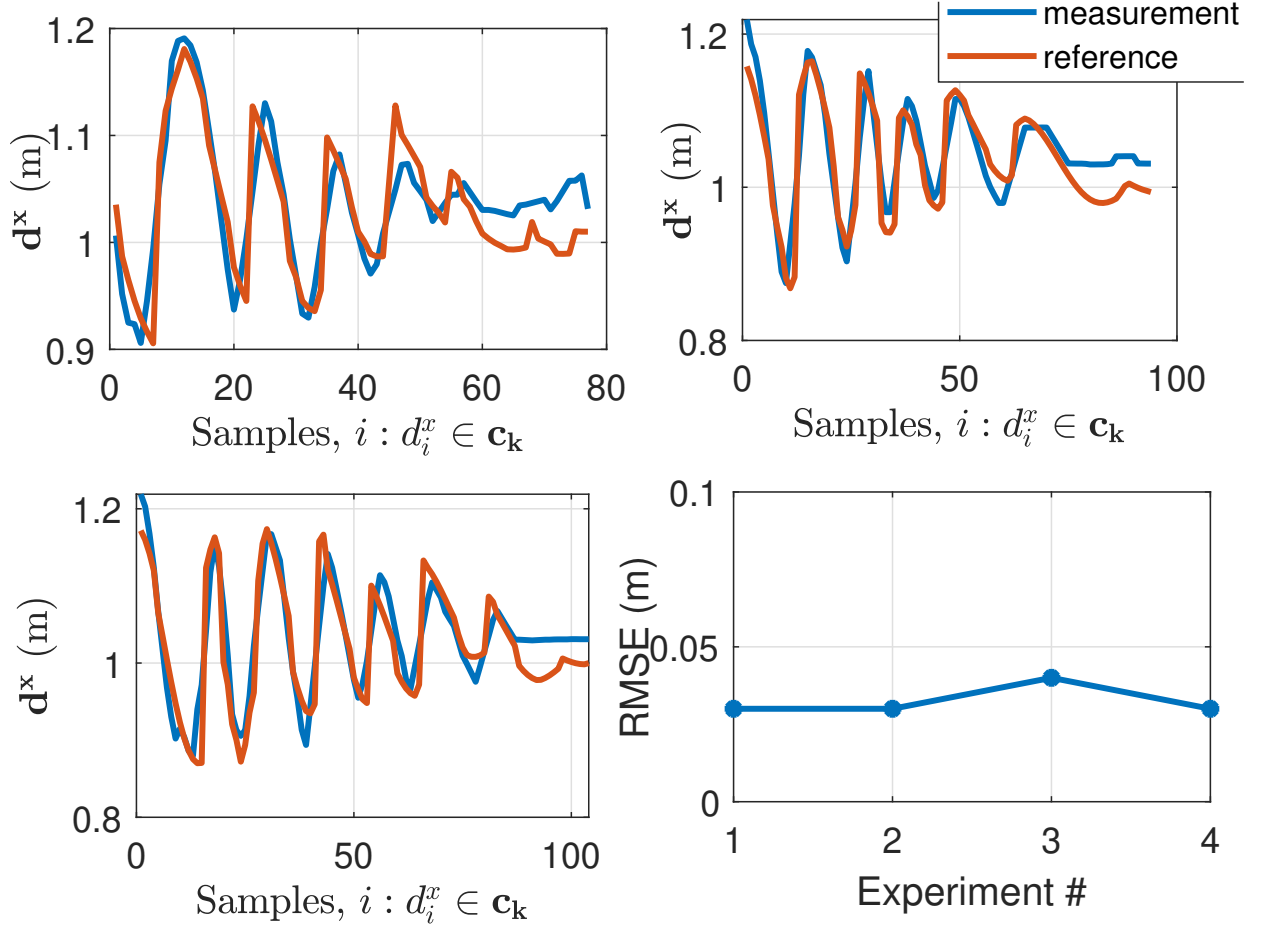 1.2
1.1
1
0.9
d^x (m)
0 20 40 60 80
Samples, i : d_i^x ∈ c_k
measurement
reference
1.2
1
0.8
d^x (m)
0 50 100
Samples, i : d_i^x ∈ c_k
1.2
1
0.8
d^x (m)
0 50 100
Samples, i : d_i^x ∈ c_k
0.1
0.05
0
RMSE (m)
1 2 3 4
Experiment #